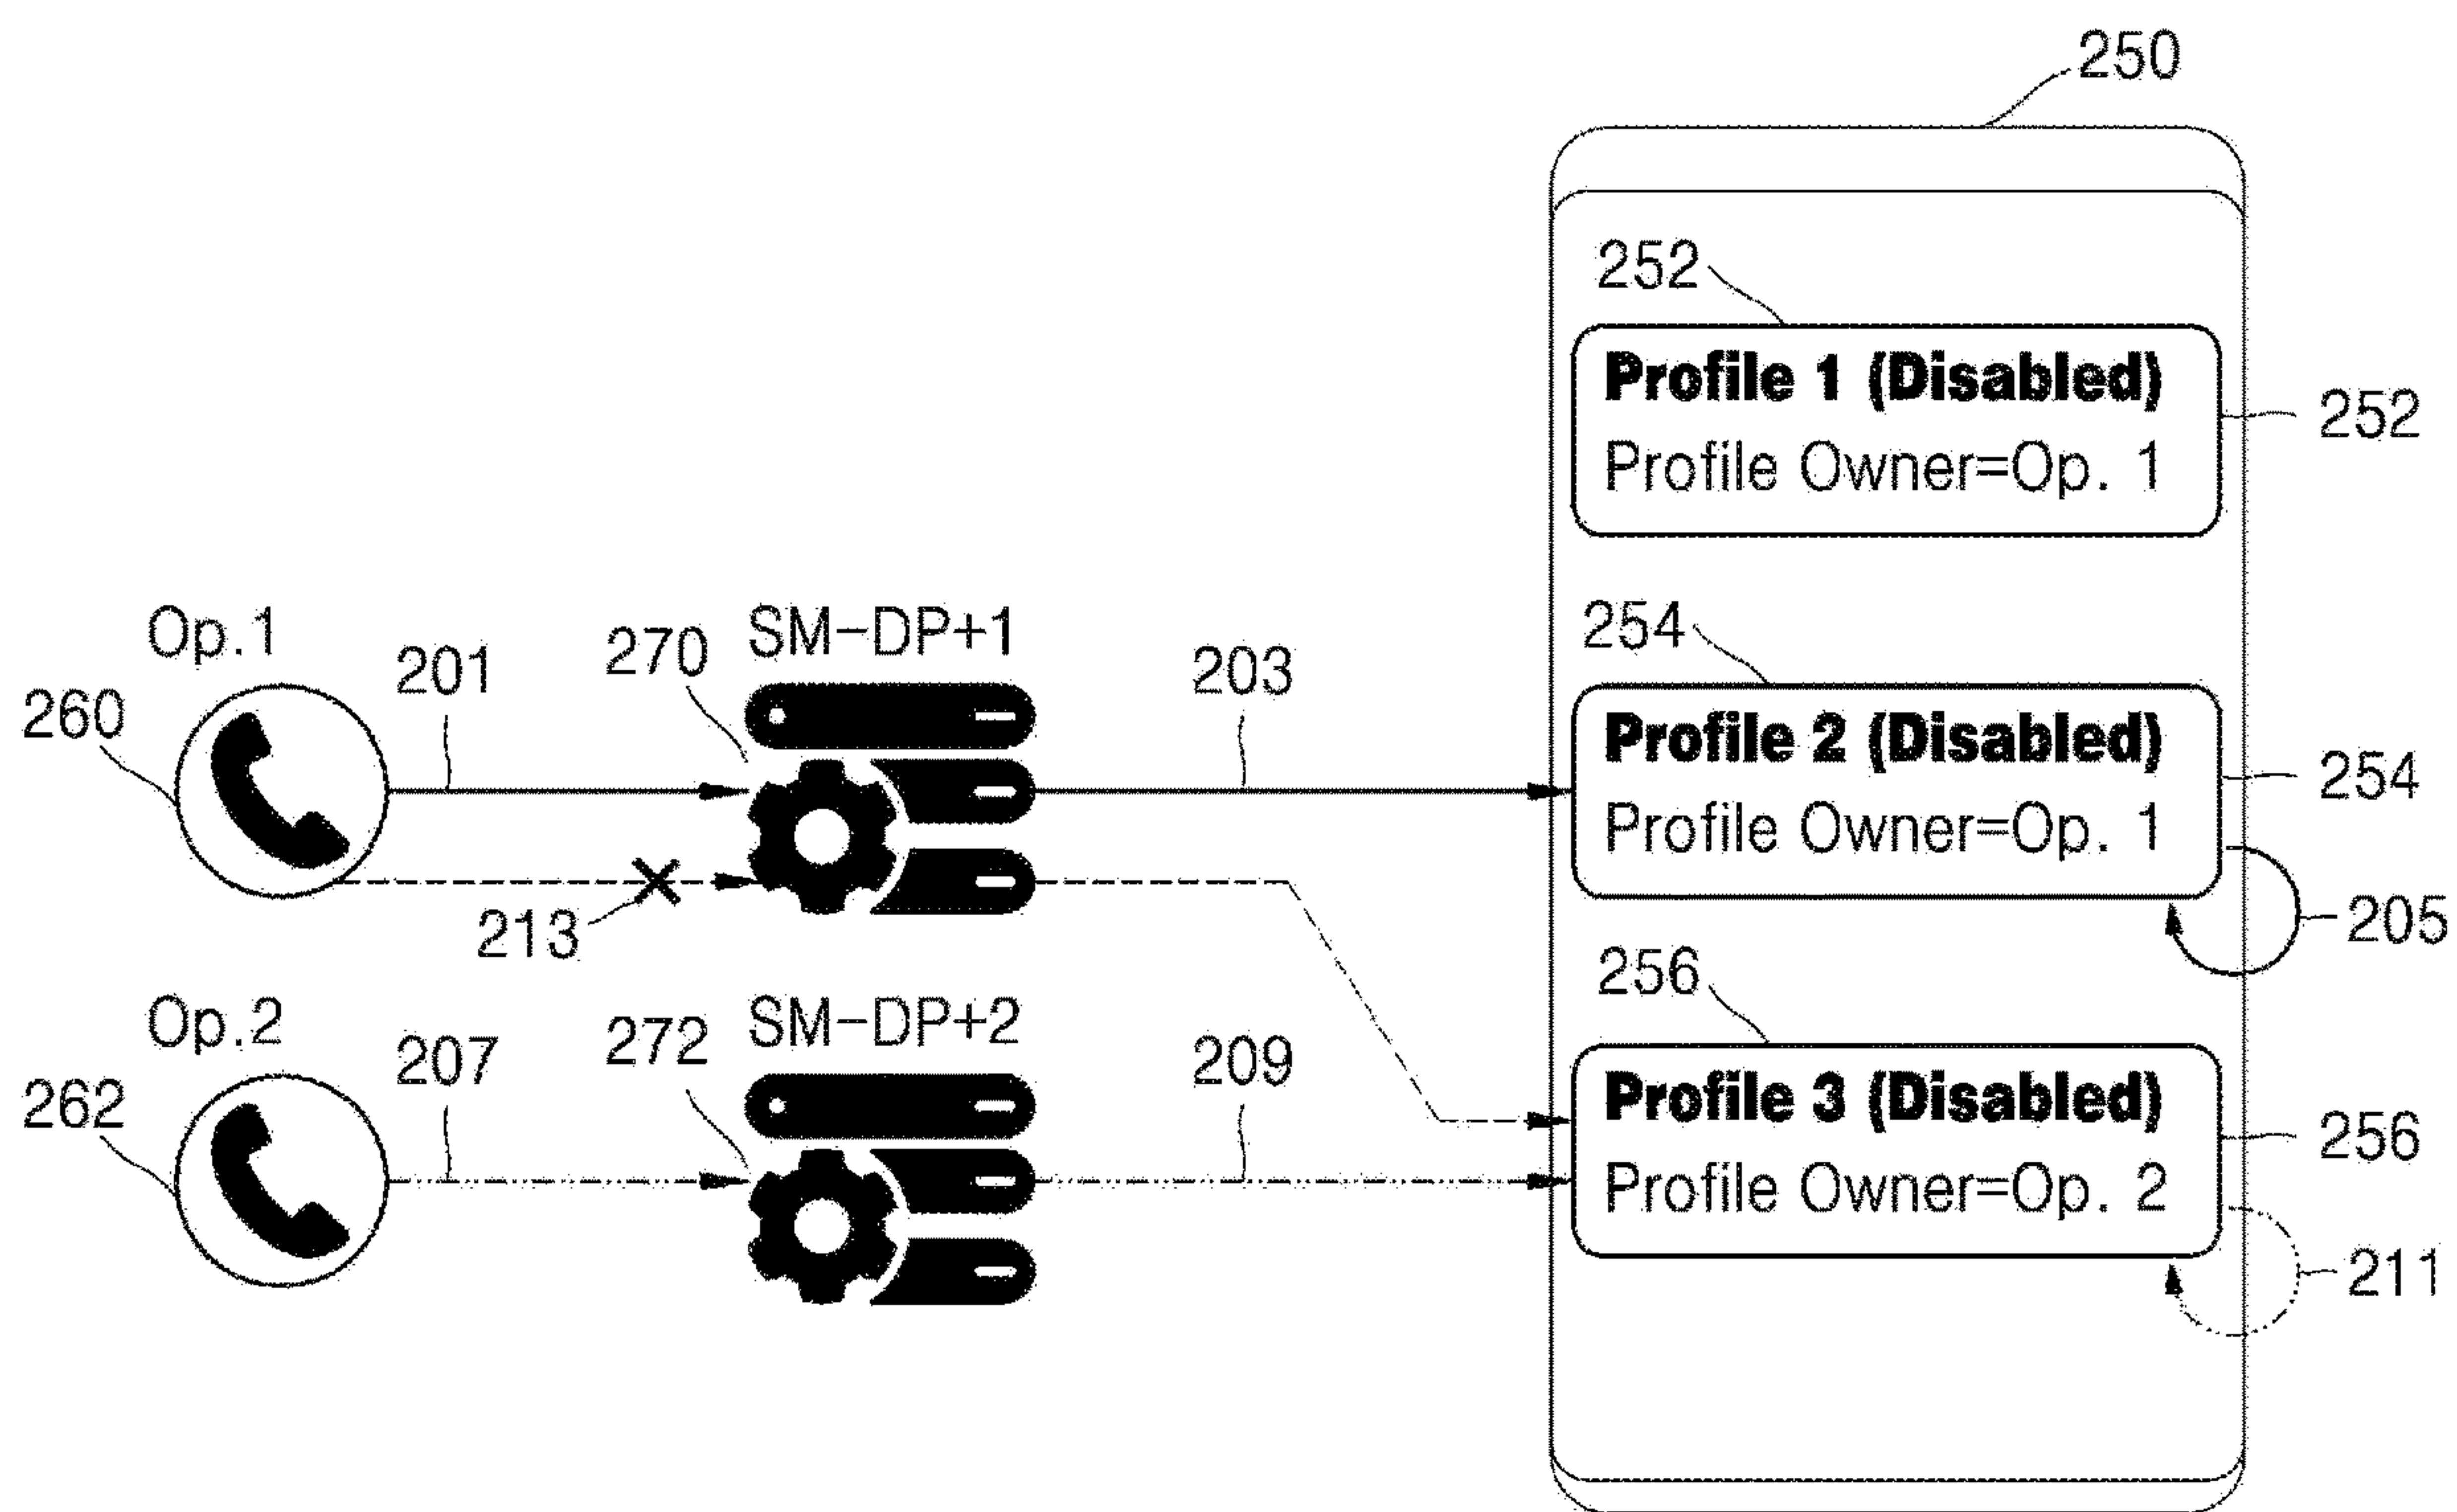 250
252
Profile 1 (Disabled)
252
Profile Owner=Op. 1
Op.1
201
270
SM-DP+1
203
254
260
Profile 2 (Disabled)
254
Profile Owner=Op. 1
213
205
256
Op.2
207
272
SM-DP+2
209
262
Profile 3 (Disabled)
256
Profile Owner=Op. 2
211